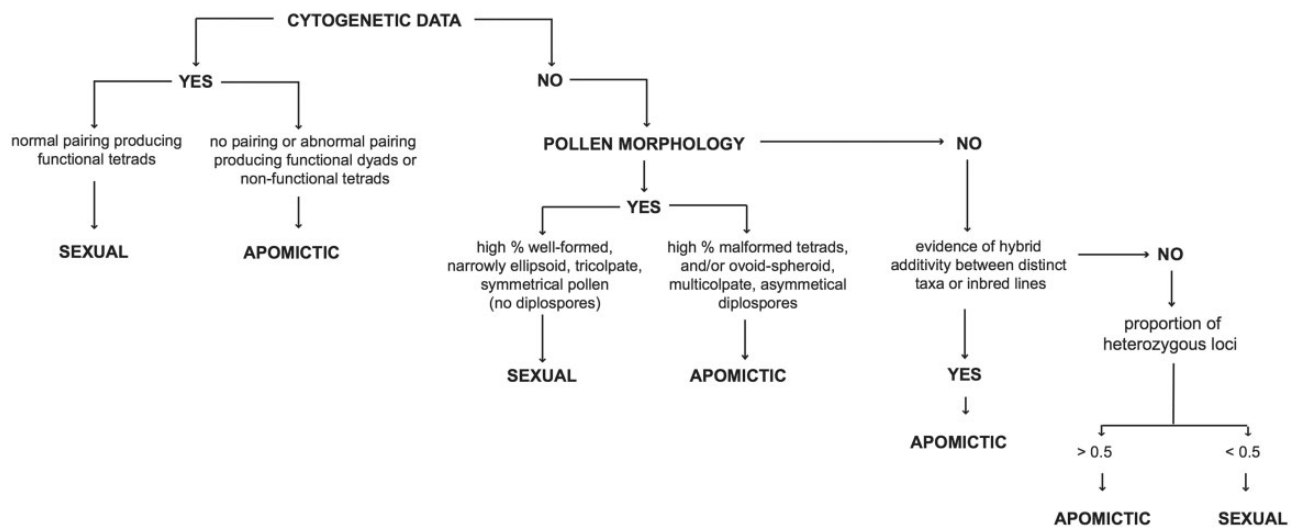 CYTOGENETIC DATA
YES
NO
normal pairing producing
functional tetrads
no pairing or abnormal pairing
producing functional dyads or
non-functional tetrads
SEXUAL
APOMICTIC
POLLEN MORPHOLOGY
NO
YES
high % well-formed,
narrowly ellipsoid, tricolpate,
symmetrical pollen
(no diplospores)
high % malformed tetrads,
and/or ovoid-spheroid,
multicolpate, asymmetical
diplospores
SEXUAL
APOMICTIC
evidence of hybrid
additivity between distinct
taxa or inbred lines
NO
YES
APOMICTIC
proportion of
heterozygous loci
> 0.5
< 0.5
APOMICTIC
SEXUAL